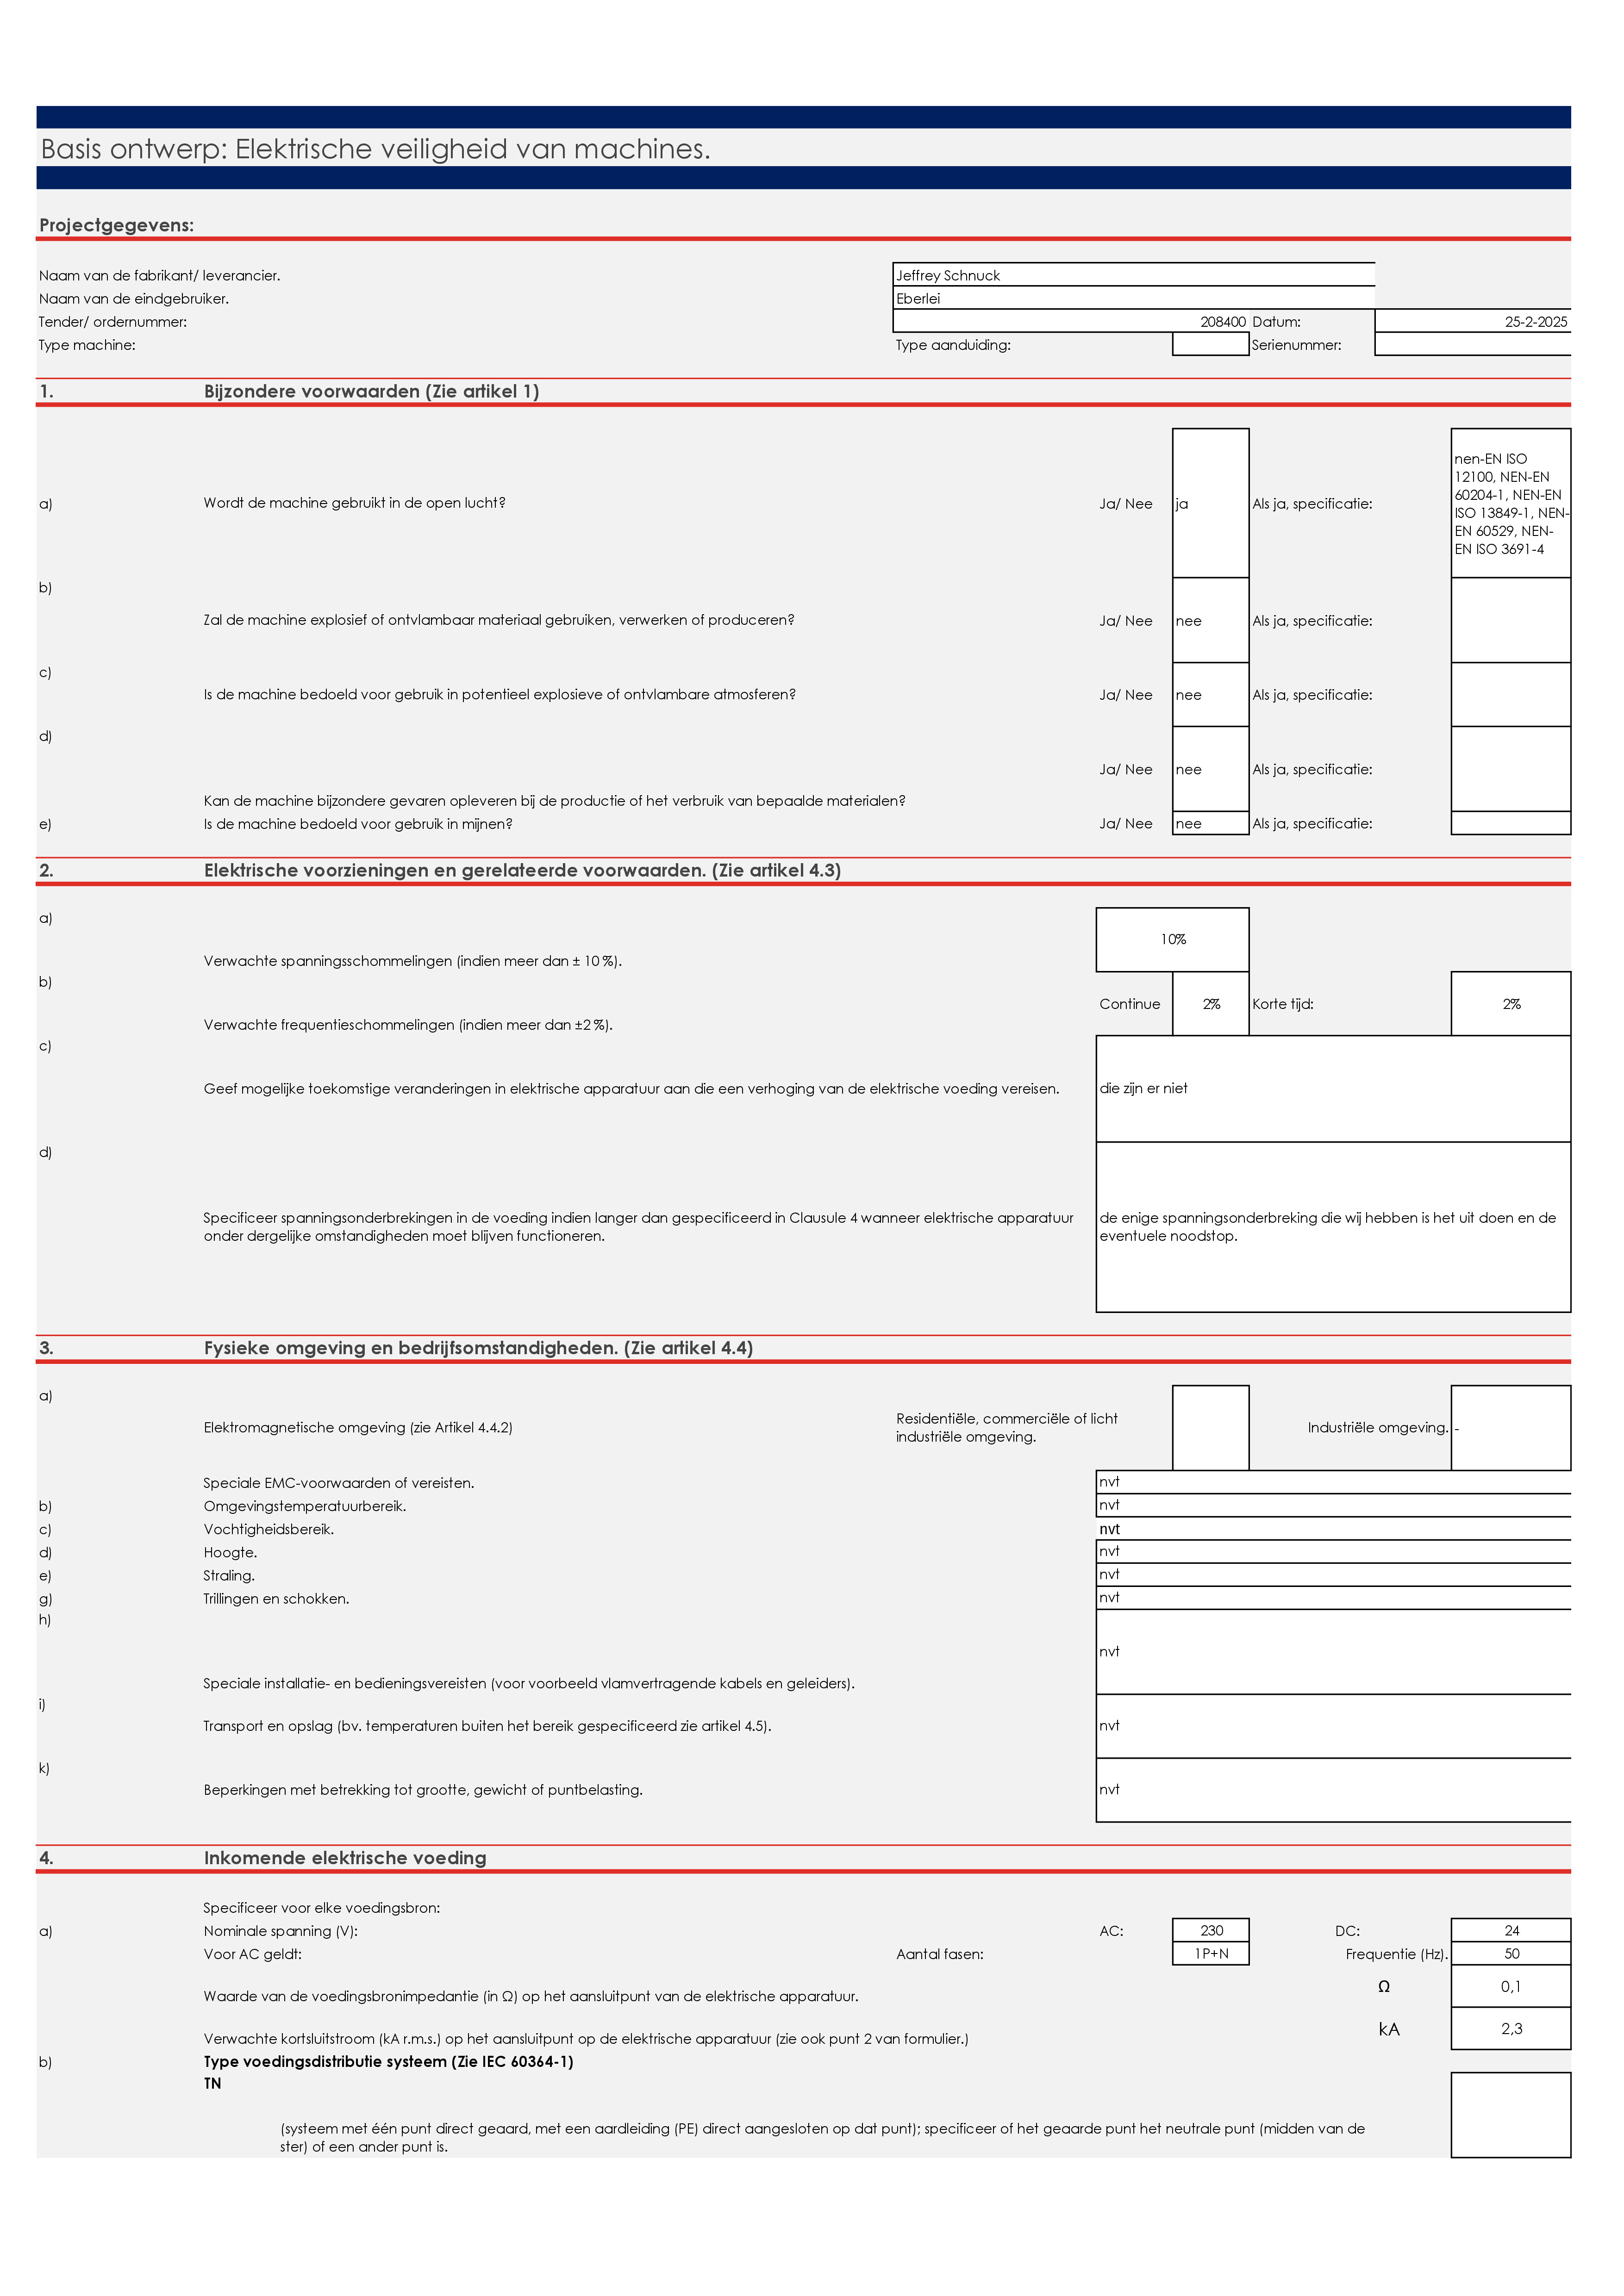 Basis ontwerp: Elektrische veiligheid van machines.
Projectgegevens:
Naam van de fabrikant/ leverancier. Jeffrey Schnuck
Naam van de eindgebruiker. Eberlei
Tender/ ordernummer: 208400 Datum: 25-2-2025
Type machine: Type aanduiding: Serienummer:
1. Bijzondere voorwaarden (Zie artikel 1)
a) Wordt de machine gebruikt in de open lucht? Ja/ Nee ja Als ja, specificatie:
nen-EN ISO
12100, NEN-EN
60204-1, NEN-EN
ISO 13849-1, NEN-
EN 60529, NEN-
EN ISO 3691-4
b)
Zal de machine explosief of ontvlambaar materiaal gebruiken, verwerken of produceren? Ja/ Nee nee Als ja, specificatie:
c)
Is de machine bedoeld voor gebruik in potentieel explosieve of ontvlambare atmosferen? Ja/ Nee nee Als ja, specificatie:
d)
Ja/ Nee nee Als ja, specificatie:
Kan de machine bijzondere gevaren opleveren bij de productie of het verbruik van bepaalde materialen?
e) Is de machine bedoeld voor gebruik in mijnen? Ja/ Nee nee Als ja, specificatie:
2. Elektrische voorzieningen en gerelateerde voorwaarden. (Zie artikel 4.3)
a)
10%
Verwachte spanningsschommelingen (indien meer dan ± 10 %).
b)
Continue 2% Korte tijd: 2%
Verwachte frequentieschommelingen (indien meer dan ±2 %).
c)
Geef mogelijke toekomstige veranderingen in elektrische apparatuur aan die een verhoging van de elektrische voeding vereisen. die zijn er niet
d)
Specificeer spanningsonderbrekingen in de voeding indien langer dan gespecificeerd in Clausule 4 wanneer elektrische apparatuur
onder dergelijke omstandigheden moet blijven functioneren.
de enige spanningsonderbreking die wij hebben is het uit doen en de
eventuele noodstop.
3. Fysieke omgeving en bedrijfsomstandigheden. (Zie artikel 4.4)
a)
Elektromagnetische omgeving (zie Artikel 4.4.2)
Residentiële, commerciële of licht
industriële omgeving.
Industriële omgeving. -
Speciale EMC-voorwaarden of vereisten. nvt
b) Omgevingstemperatuurbereik. nvt
c) Vochtigheidsbereik. nvt
d) Hoogte. nvt
e) Straling. nvt
g) Trillingen en schokken. nvt
h)
nvt
Speciale installatie- en bedieningsvereisten (voor voorbeeld vlamvertragende kabels en geleiders).
i)
Transport en opslag (bv. temperaturen buiten het bereik gespecificeerd zie artikel 4.5). nvt
k)
Beperkingen met betrekking tot grootte, gewicht of puntbelasting. nvt
4. Inkomende elektrische voeding
Specificeer voor elke voedingsbron:
a) Nominale spanning (V): AC: 230 DC: 24
Voor AC geldt: Aantal fasen: 1P+N Frequentie (Hz). 50
Waarde van de voedingsbronimpedantie (in Ω) op het aansluitpunt van de elektrische apparatuur. Ω 0,1
Verwachte kortsluitstroom (kA r.m.s.) op het aansluitpunt op de elektrische apparatuur (zie ook punt 2 van formulier.) kA 2,3
b) Type voedingsdistributie systeem (Zie IEC 60364-1)
TN
(systeem met één punt direct geaard, met een aardleiding (PE) direct aangesloten op dat punt); specificeer of het geaarde punt het neutrale punt (midden van de
ster) of een ander punt is.